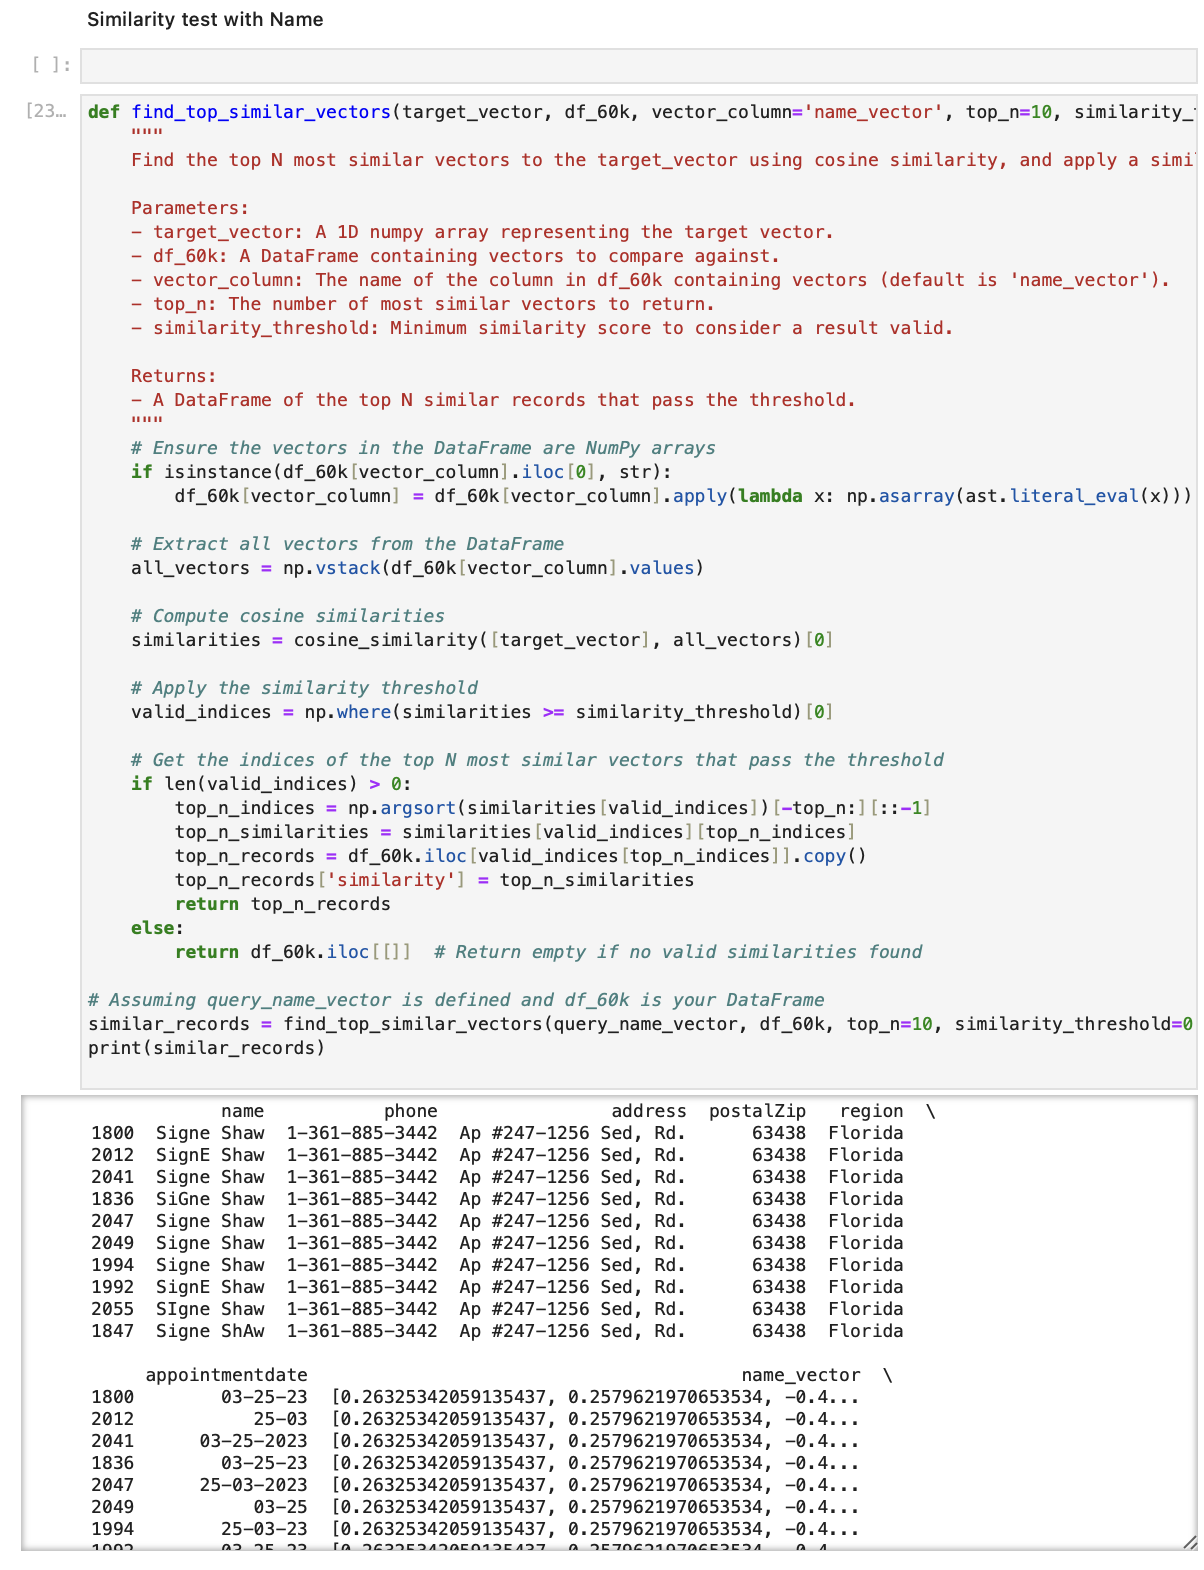 Similarity test with Name
[ ]:
[23…
def find_top_similar_vectors(target_vector, df_60k, vector_column='name_vector', top_n=10, similarity_
    """
    Find the top N most similar vectors to the target_vector using cosine similarity, and apply a simi
    Parameters:
    - target_vector: A 1D numpy array representing the target vector.
    - df_60k: A DataFrame containing vectors to compare against.
    - vector_column: The name of the column in df_60k containing vectors (default is 'name_vector').
    - top_n: The number of most similar vectors to return.
    - similarity_threshold: Minimum similarity score to consider a result valid.
    Returns:
    - A DataFrame of the top N similar records that pass the threshold.
    """
    # Ensure the vectors in the DataFrame are NumPy arrays
    if isinstance(df_60k[vector_column].iloc[0], str):
        df_60k[vector_column] = df_60k[vector_column].apply(lambda x: np.asarray(ast.literal_eval(x)))
    # Extract all vectors from the DataFrame
    all_vectors = np.vstack(df_60k[vector_column].values)
    # Compute cosine similarities
    similarities = cosine_similarity([target_vector], all_vectors)[0]
    # Apply the similarity threshold
    valid_indices = np.where(similarities >= similarity_threshold)[0]
    # Get the indices of the top N most similar vectors that pass the threshold
    if len(valid_indices) > 0:
        top_n_indices = np.argsort(similarities[valid_indices])[-top_n:][::-1]
        top_n_similarities = similarities[valid_indices][top_n_indices]
        top_n_records = df_60k.iloc[valid_indices[top_n_indices]].copy()
        top_n_records['similarity'] = top_n_similarities
        return top_n_records
    else:
        return df_60k.iloc[[]]  # Return empty if no valid similarities found
# Assuming query_name_vector is defined and df_60k is your DataFrame
similar_records = find_top_similar_vectors(query_name_vector, df_60k, top_n=10, similarity_threshold=0
print(similar_records)
            name           phone                address  postalZip   region  \
1800  Signe Shaw  1-361-885-3442  Ap #247-1256 Sed, Rd.      63438  Florida
2012  SignE Shaw  1-361-885-3442  Ap #247-1256 Sed, Rd.      63438  Florida
2041  Signe Shaw  1-361-885-3442  Ap #247-1256 Sed, Rd.      63438  Florida
1836  SiGne Shaw  1-361-885-3442  Ap #247-1256 Sed, Rd.      63438  Florida
2047  Signe Shaw  1-361-885-3442  Ap #247-1256 Sed, Rd.      63438  Florida
2049  Signe Shaw  1-361-885-3442  Ap #247-1256 Sed, Rd.      63438  Florida
1994  Signe Shaw  1-361-885-3442  Ap #247-1256 Sed, Rd.      63438  Florida
1992  SignE Shaw  1-361-885-3442  Ap #247-1256 Sed, Rd.      63438  Florida
2055  SIgne Shaw  1-361-885-3442  Ap #247-1256 Sed, Rd.      63438  Florida
1847  Signe ShAw  1-361-885-3442  Ap #247-1256 Sed, Rd.      63438  Florida
     appointmentdate                                        name_vector  \
1800        03-25-23  [0.26325342059135437, 0.2579621970653534, -0.4...
2012           25-03  [0.26325342059135437, 0.2579621970653534, -0.4...
2041      03-25-2023  [0.26325342059135437, 0.2579621970653534, -0.4...
1836        03-25-23  [0.26325342059135437, 0.2579621970653534, -0.4...
2047      25-03-2023  [0.26325342059135437, 0.2579621970653534, -0.4...
2049           03-25  [0.26325342059135437, 0.2579621970653534, -0.4...
1994        25-03-23  [0.26325342059135437, 0.2579621970653534, -0.4...
1992        03-25-23  [0.26325342059135437, 0.2579621970653534, -0.4